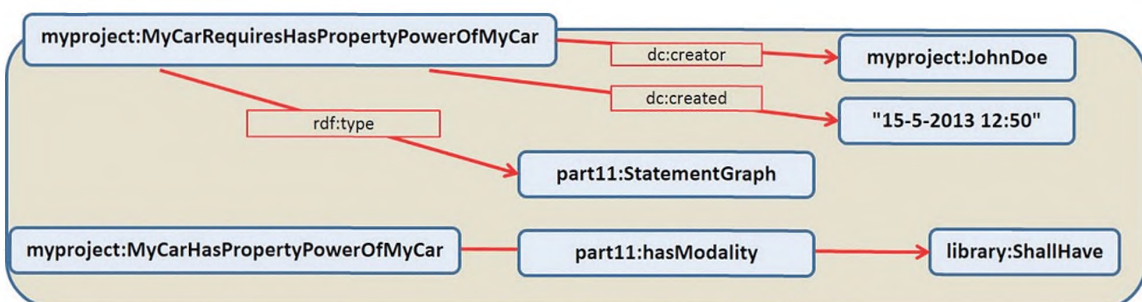 myproject:MyCarRequiresHasPropertyPowerOfMyCar
dc:creator
myproject:JohnDoe
dc:created
"15-5-2013 12:50"
rdf:type
part11:StatementGraph
myproject:MyCarHasPropertyPowerOfMyCar
part11:hasModality
library:ShallHave